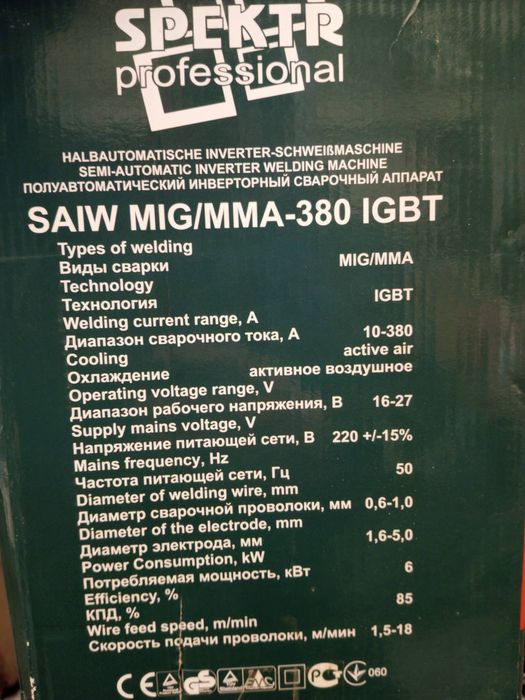 SPEKTR
professional
HALBAUTOMATISCHE INVERTER-SCHWEIßMASCHINE
SEMI-AUTOMATIC INVERTER WELDING MACHINE
ПОЛУАВТОМАТИЧЕСКИЙ ИНВЕРТОРНЫЙ СВАРОЧНЫЙ АППАРАТ
SAIW MIG/MMA-380 IGBT
Types of welding
Виды сварки MIG/MMA
Technology
Технология IGBT
Welding current range, A
Диапазон сварочного тока, А 10-380
Cooling active air
Охлаждение активное воздушное
Operating voltage range, V
Диапазон рабочего напряжения, В 16-27
Supply mains voltage, V
Напряжение питающей сети, В 220 +/-15%
Mains frequency, Hz
Частота питающей сети, Гц 50
Diameter of welding wire, mm
Диаметр сварочной проволоки, мм 0,6-1,0
Diameter of the electrode, mm
Диаметр электрода, мм 1,6-5,0
Power Consumption, kW
Потребляемая мощность, кВт 6
Efficiency, %
КПД, % 85
Wire feed speed, m/min
Скорость подачи проволоки, м/мин 1,5-18
CE GS EMC PCT 060